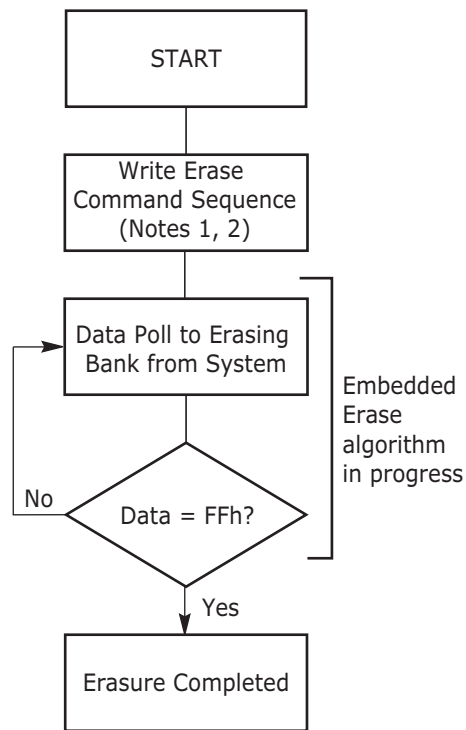 START
Write Erase
Command Sequence
(Notes 1, 2)
Data Poll to Erasing
Bank from System
Embedded
Erase
algorithm
in progress
No
Data = FFh?
Yes
Erasure Completed